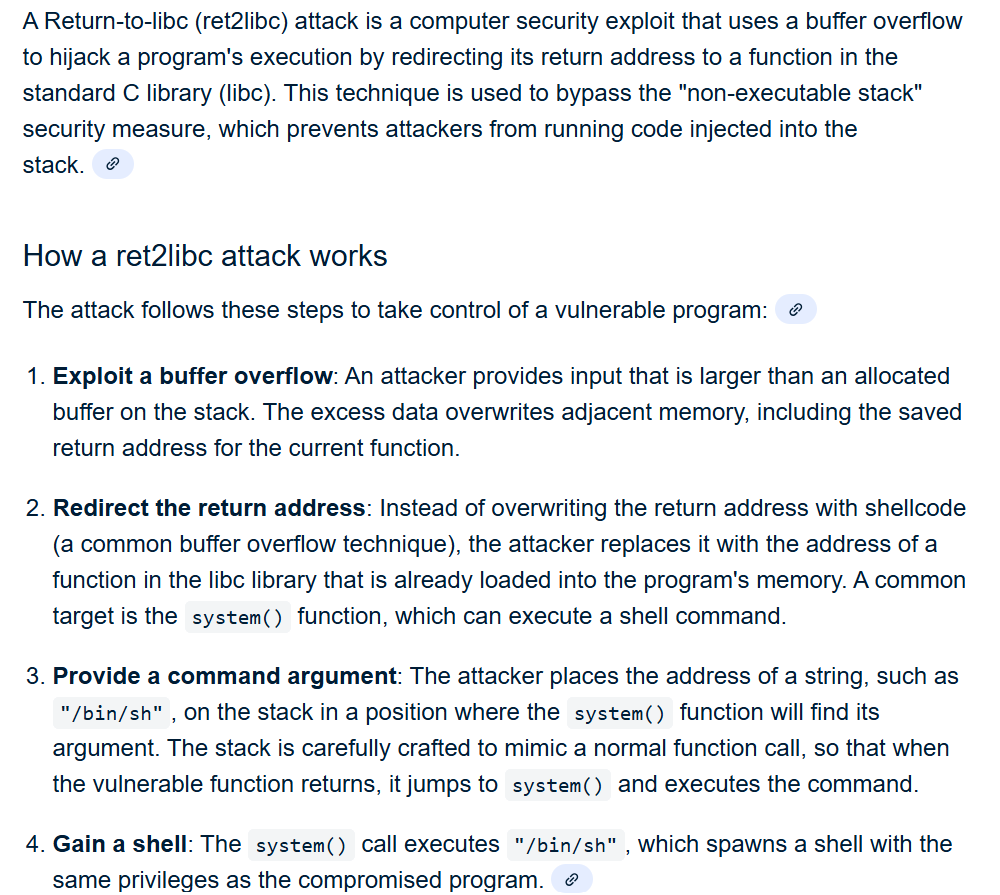 A Return-to-libc (ret2libc) attack is a computer security exploit that uses a buffer overflow
to hijack a program's execution by redirecting its return address to a function in the
standard C library (libc). This technique is used to bypass the "non-executable stack"
security measure, which prevents attackers from running code injected into the
stack.
How a ret2libc attack works
The attack follows these steps to take control of a vulnerable program:
1. Exploit a buffer overflow: An attacker provides input that is larger than an allocated
buffer on the stack. The excess data overwrites adjacent memory, including the saved
return address for the current function.
2. Redirect the return address: Instead of overwriting the return address with shellcode
(a common buffer overflow technique), the attacker replaces it with the address of a
function in the libc library that is already loaded into the program's memory. A common
target is the system() function, which can execute a shell command.
3. Provide a command argument: The attacker places the address of a string, such as
"/bin/sh", on the stack in a position where the system() function will find its
argument. The stack is carefully crafted to mimic a normal function call, so that when
the vulnerable function returns, it jumps to system() and executes the command.
4. Gain a shell: The system() call executes "/bin/sh", which spawns a shell with the
same privileges as the compromised program.